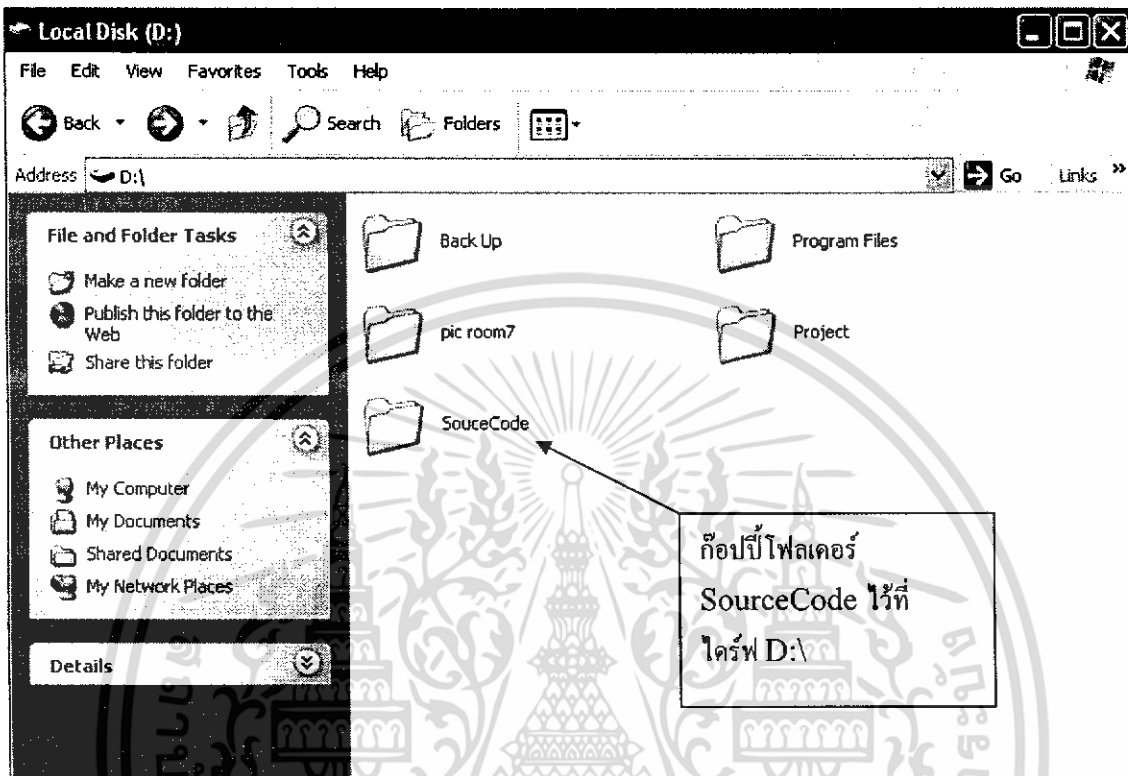 Local Disk (D:)
File Edit View Favorites Tools Help
Back Search Folders
Address D:\ Go Links »
File and Folder Tasks
Make a new folder
Publish this folder to the
Web
Share this folder
Other Places
My Computer
My Documents
Shared Documents
My Network Places
Details
Back Up
Program Files
pic room7
Project
SouceCode
ก๊อปปี้โฟลเดอร์
SourceCode ไว้ที่
ไดร์ฟ D:\